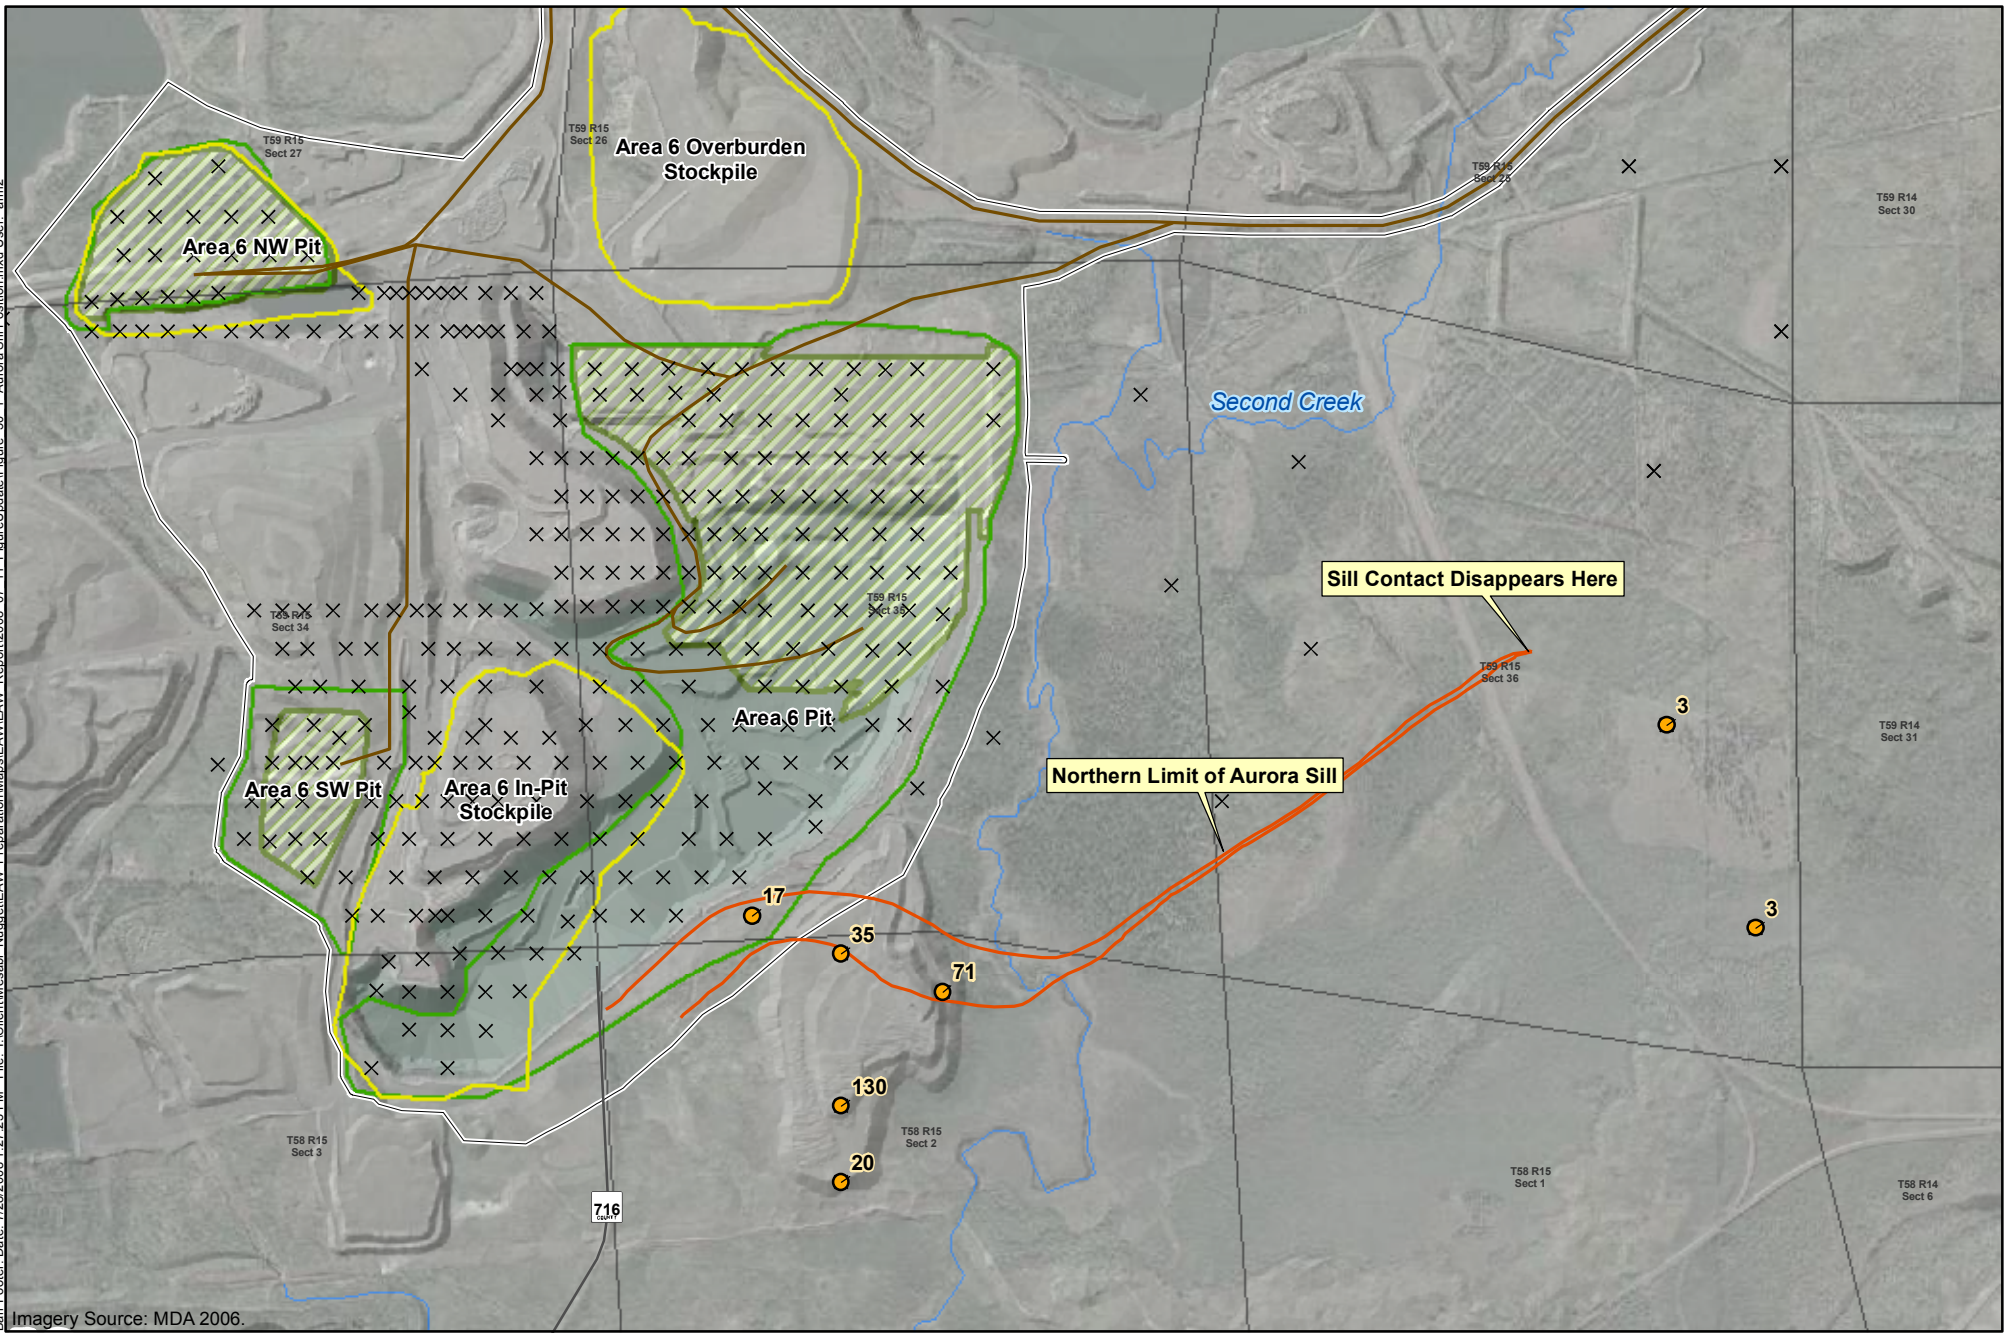 T59 R15
Sect 27
T59 R15
Sect 26
Area 6 Overburden
Stockpile
T59 R15
Sect 25
T59 R14
Sect 30
Area 6 NW Pit
Second Creek
Sill Contact Disappears Here
T59 R15
Sect 34
T59 R15
Sect 35
T59 R15
Sect 36
3
Area 6 Pit
T59 R14
Sect 31
Northern Limit of Aurora Sill
Area 6 SW Pit
Area 6 In-Pit
Stockpile
17
3
35
71
130
T58 R15
Sect 3
T58 R15
Sect 2
20
T58 R15
Sect 1
T58 R14
Sect 6
716
COUNTY
Imagery Source: MDA 2006.